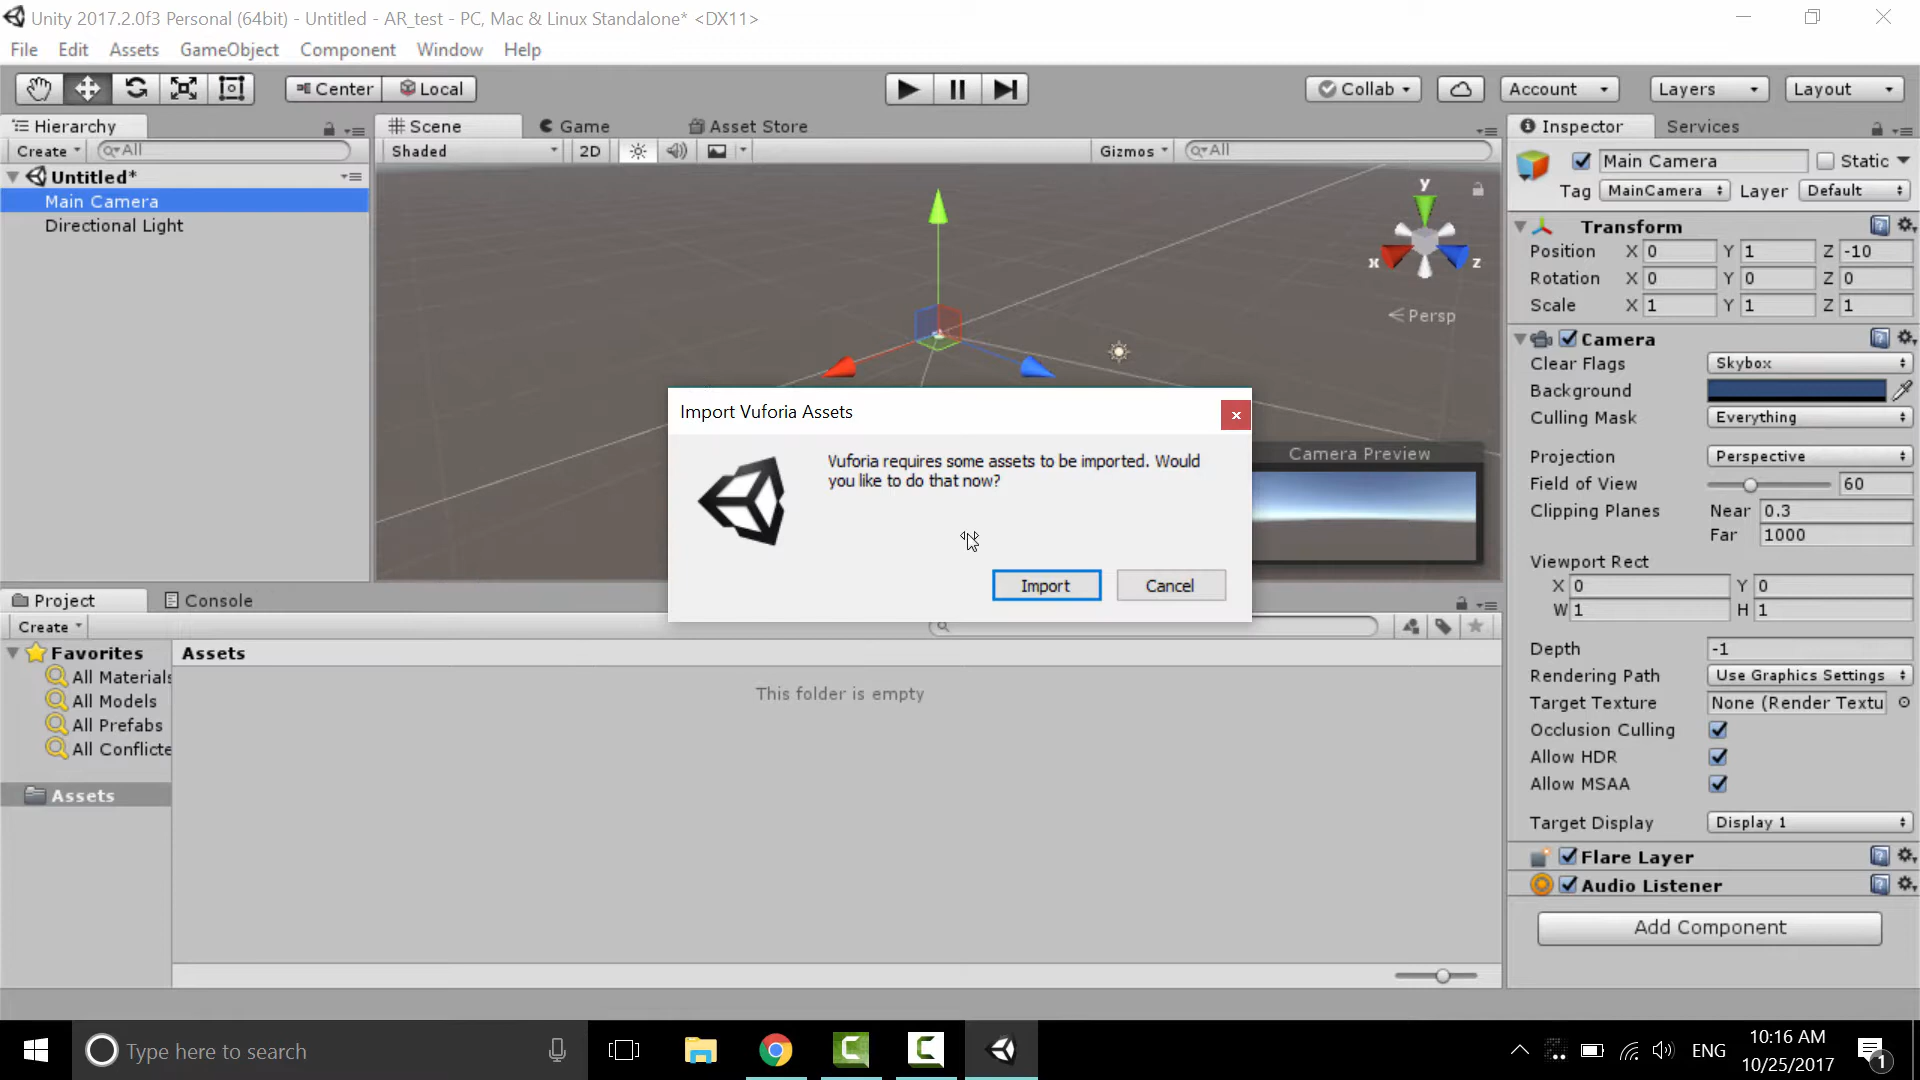 Unity 2017.2.0f3 Personal (64bit) - Untitled - AR_test - PC, Mac & Linux Standalone* <DX11>
File Edit Assets GameObject Component Window Help
Center Local
Collab Account Layers Layout
Hierarchy
Create All
Untitled*
Main Camera
Directional Light
Scene Game Asset Store
Shaded 2D Gizmos All
y
x z
Persp
Camera Preview
Import Vuforia Assets
Vuforia requires some assets to be imported. Would
you like to do that now?
Import Cancel
Inspector Services
Main Camera Static
Tag MainCamera Layer Default
Transform
Position X 0 Y 1 Z -10
Rotation X 0 Y 0 Z 0
Scale X 1 Y 1 Z 1
Camera
Clear Flags Skybox
Background
Culling Mask Everything
Projection Perspective
Field of View 60
Clipping Planes Near 0.3
Far 1000
Viewport Rect
X 0 Y 0
W 1 H 1
Depth -1
Rendering Path Use Graphics Settings
Target Texture None (Render Textu
Occlusion Culling
Allow HDR
Allow MSAA
Target Display Display 1
Flare Layer
Audio Listener
Add Component
Project Console
Create
Favorites
All Materials
All Models
All Prefabs
All Conflicte
Assets
Assets
This folder is empty
Type here to search
ENG
10:16 AM
10/25/2017
1